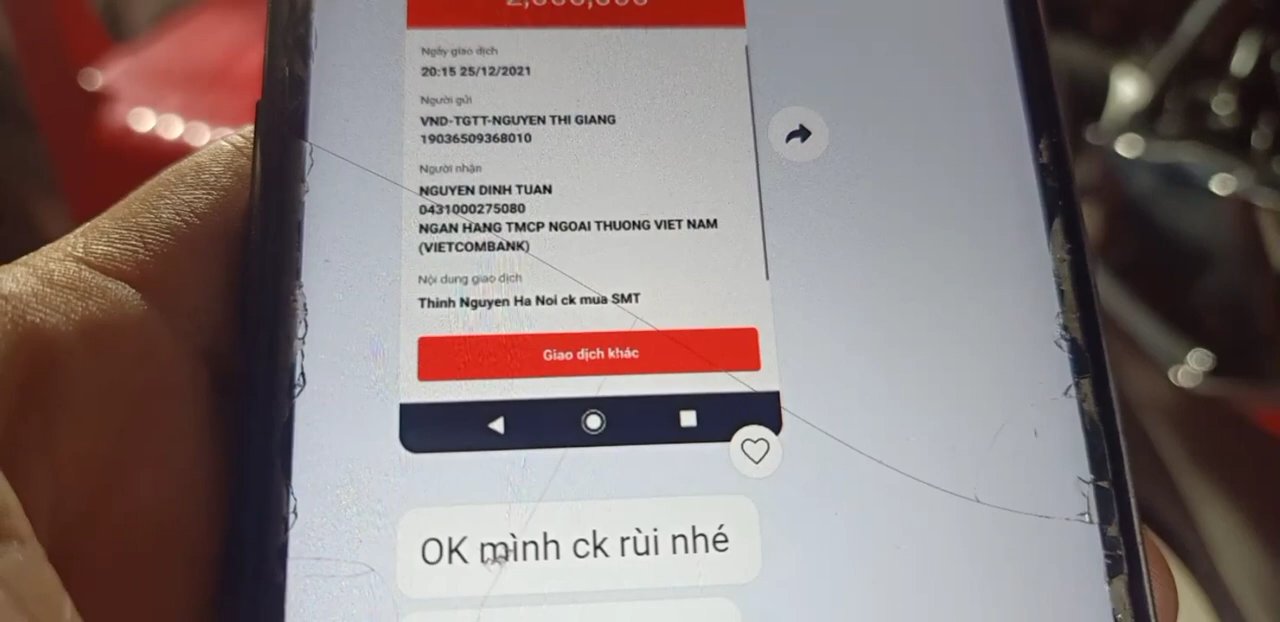 Ngày giao dịch
20:15 25/12/2021
Người gửi
VND-TGTT-NGUYEN THI GIANG
19036509368010
Người nhận
NGUYEN DINH TUAN
0431000275080
NGAN HANG TMCP NGOAI THUONG VIET NAM
(VIETCOMBANK)
Nội dung giao dịch
Thinh Nguyen Ha Noi ck mua SMT
Giao dịch khác
OK mình ck rùi nhé